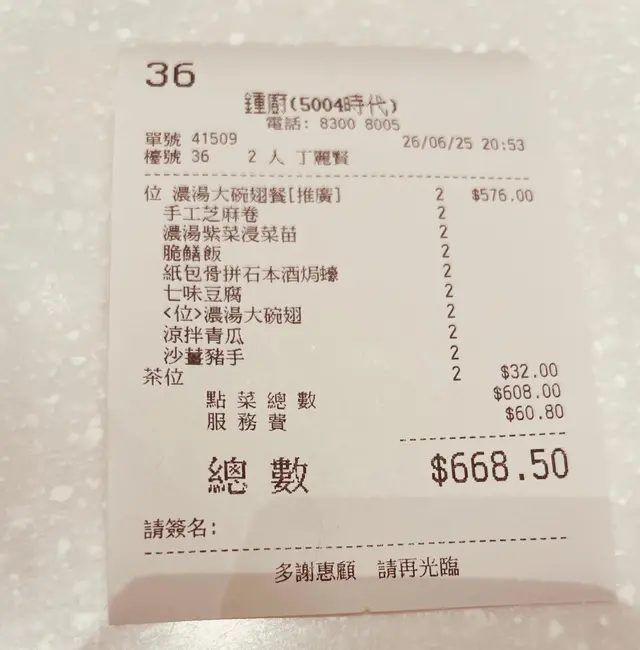 36
鍾廚(5004時代)
電話: 8300 8005
單號 41509 26/06/25 20:53
檯號 36 2 人 丁麗賢
位 濃湯大碗翅餐[推廣] 2 $576.00
手工芝麻卷 2
濃湯紫菜浸菜苗 2
脆鱔飯 2
紙包骨拼石本酒焗蠔 2
七味豆腐 2
<位>濃湯大碗翅 2
涼拌青瓜 2
沙薑豬手 2
茶位 2 $32.00
點菜總數 $608.00
服務費 $60.80
總數 $668.50
請簽名:
多謝惠顧 請再光臨